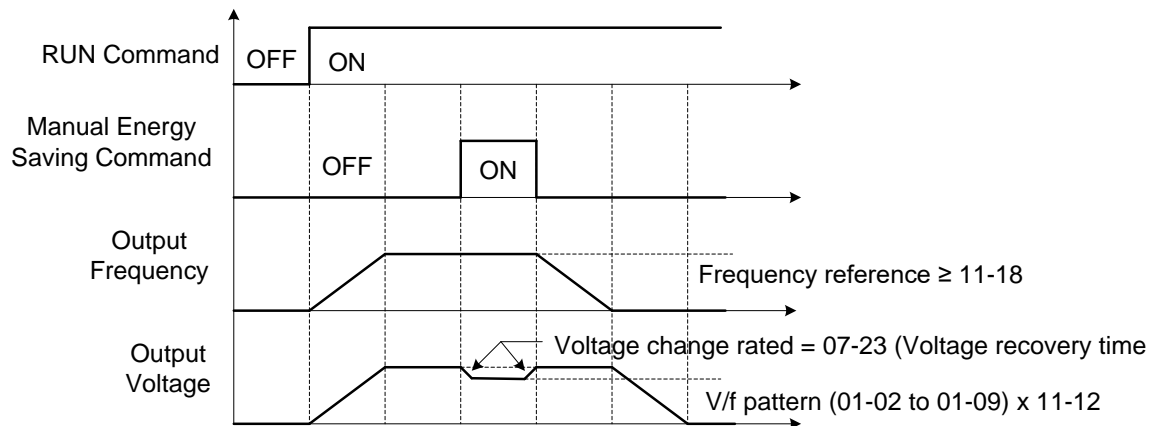 RUN Command
OFF
ON
Manual Energy
Saving Command
OFF
ON
Output
Frequency
Frequency reference ≥ 11-18
Output
Voltage
Voltage change rated = 07-23 (Voltage recovery time
V/f pattern (01-02 to 01-09) x 11-12